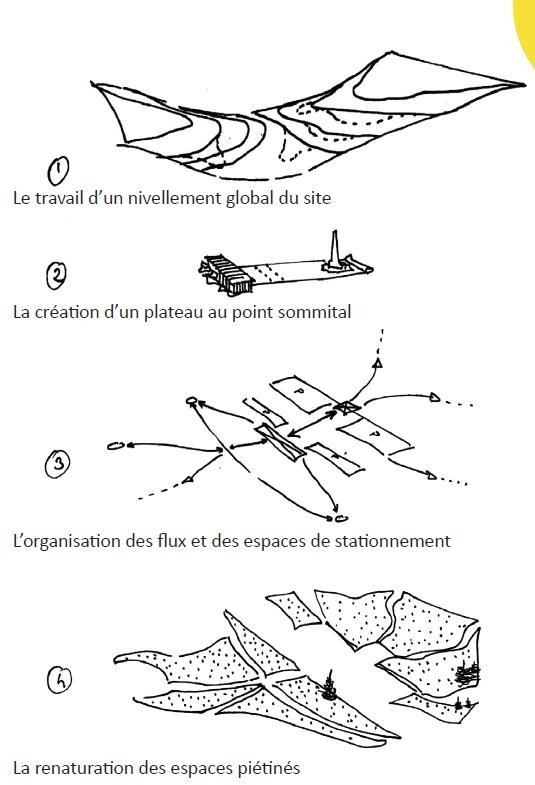 1
Le travail d’un nivellement global du site
2
La création d’un plateau au point sommital
P
P
3
L’organisation des flux et des espaces de stationnement
4
La renaturation des espaces piétinés